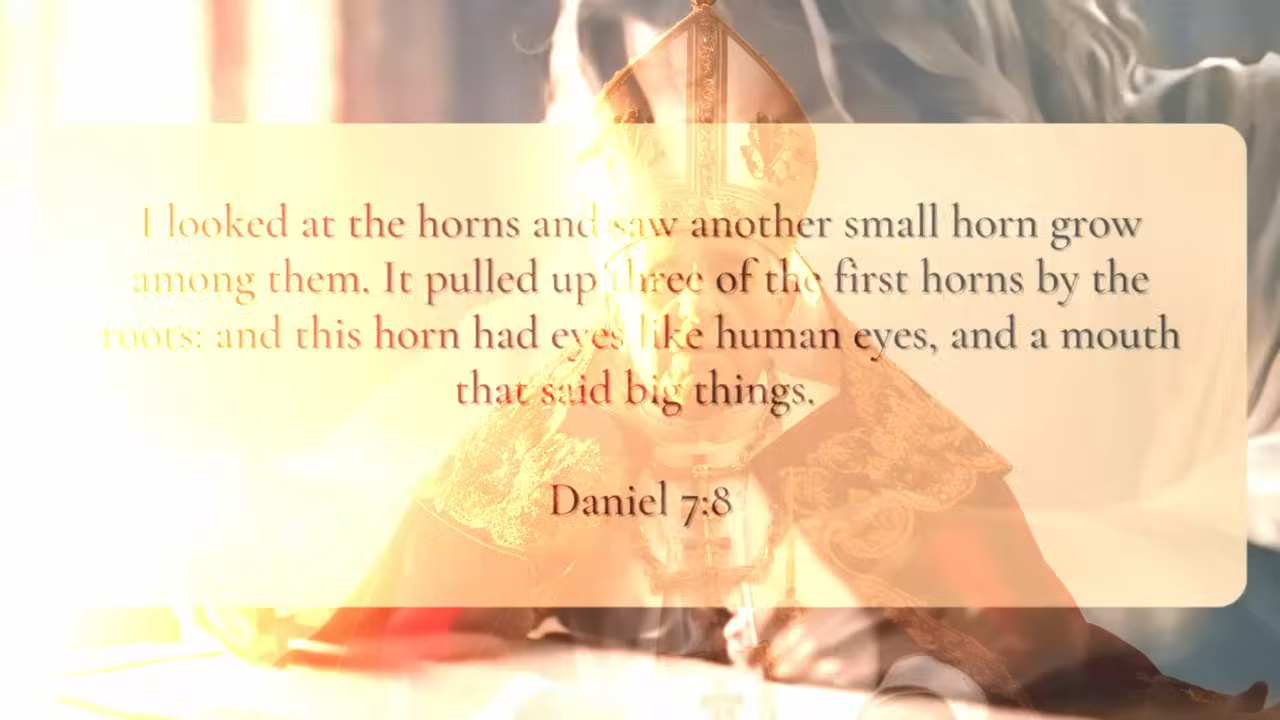 I looked at the horns and saw another small horn grow
among them. It pulled up three of the first horns by the
roots: and this horn had eyes like human eyes, and a mouth
that said big things.
Daniel 7:8